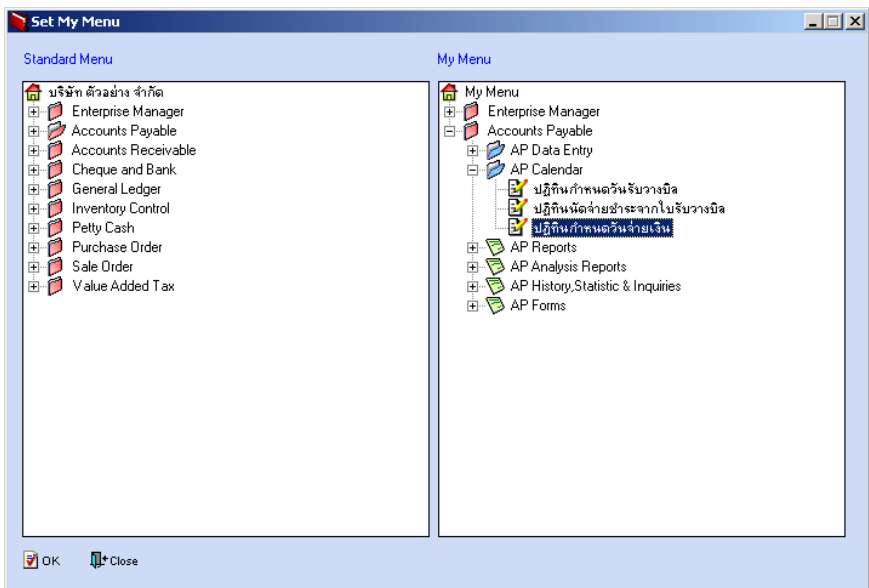 Set My Menu
Standard Menu
บริษัท ตัวอย่าง จำกัด
Enterprise Manager
Accounts Payable
Accounts Receivable
Cheque and Bank
General Ledger
Inventory Control
Petty Cash
Purchase Order
Sale Order
Value Added Tax
My Menu
My Menu
Enterprise Manager
Accounts Payable
AP Data Entry
AP Calendar
ปฏิทินกำหนดวันรับวางบิล
ปฏิทินนัดจ่ายชำระจากใบรับวางบิล
ปฏิทินกำหนดวันจ่ายเงิน
AP Reports
AP Analysis Reports
AP History,Statistic & Inquiries
AP Forms
OK
Close